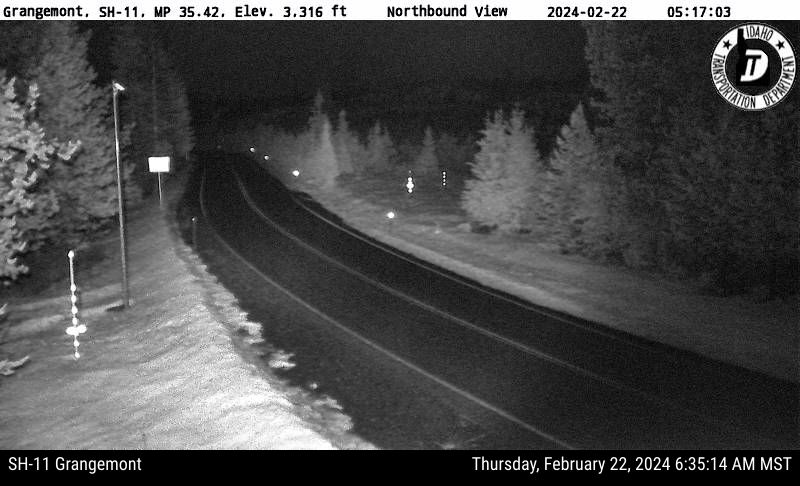 Grangemont, SH-11, MP 35.42, Elev. 3,316 ft Northbound View 2024-02-22 05:17:03
IDAHO
TRANSPORTATION DEPARTMENT
SH-11 Grangemont Thursday, February 22, 2024 6:35:14 AM MST